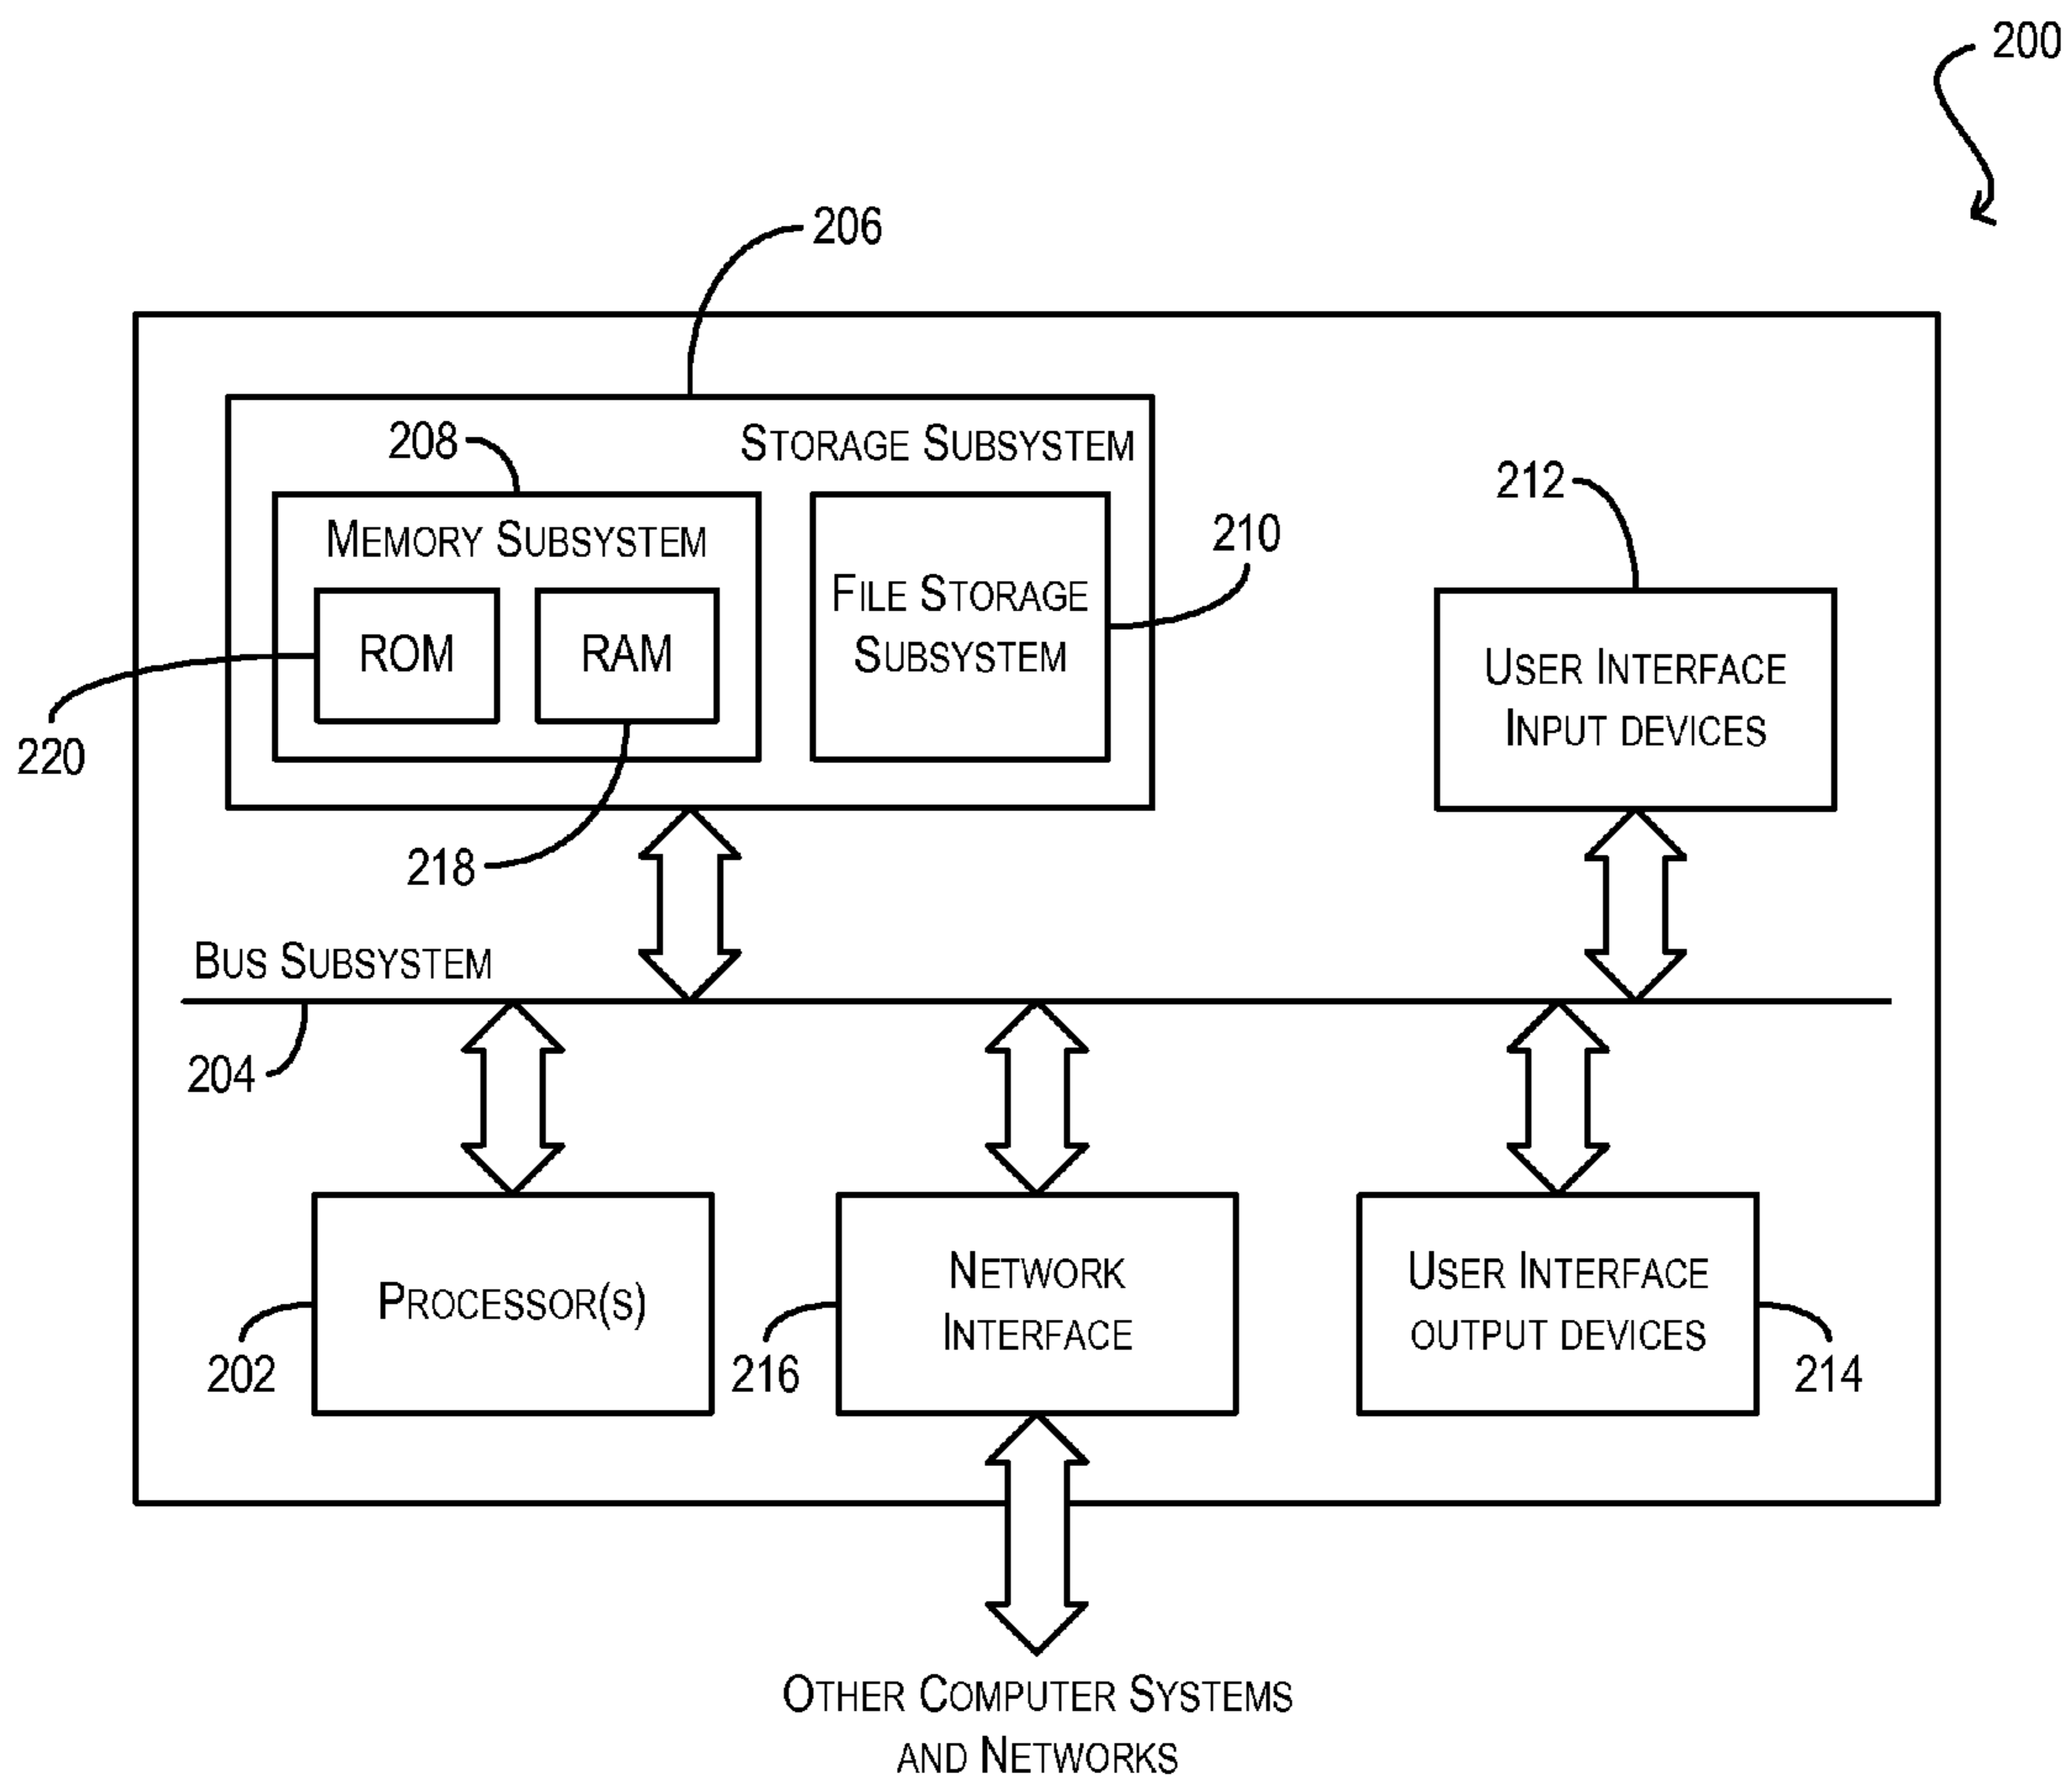 200
206
208
STORAGE SUBSYSTEM
212
MEMORY SUBSYSTEM
210
FILE STORAGE
SUBSYSTEM
ROM
RAM
USER INTERFACE
INPUT DEVICES
220
218
BUS SUBSYSTEM
204
PROCESSOR(S)
NETWORK
INTERFACE
USER INTERFACE
OUTPUT DEVICES
202
216
214
OTHER COMPUTER SYSTEMS
AND NETWORKS